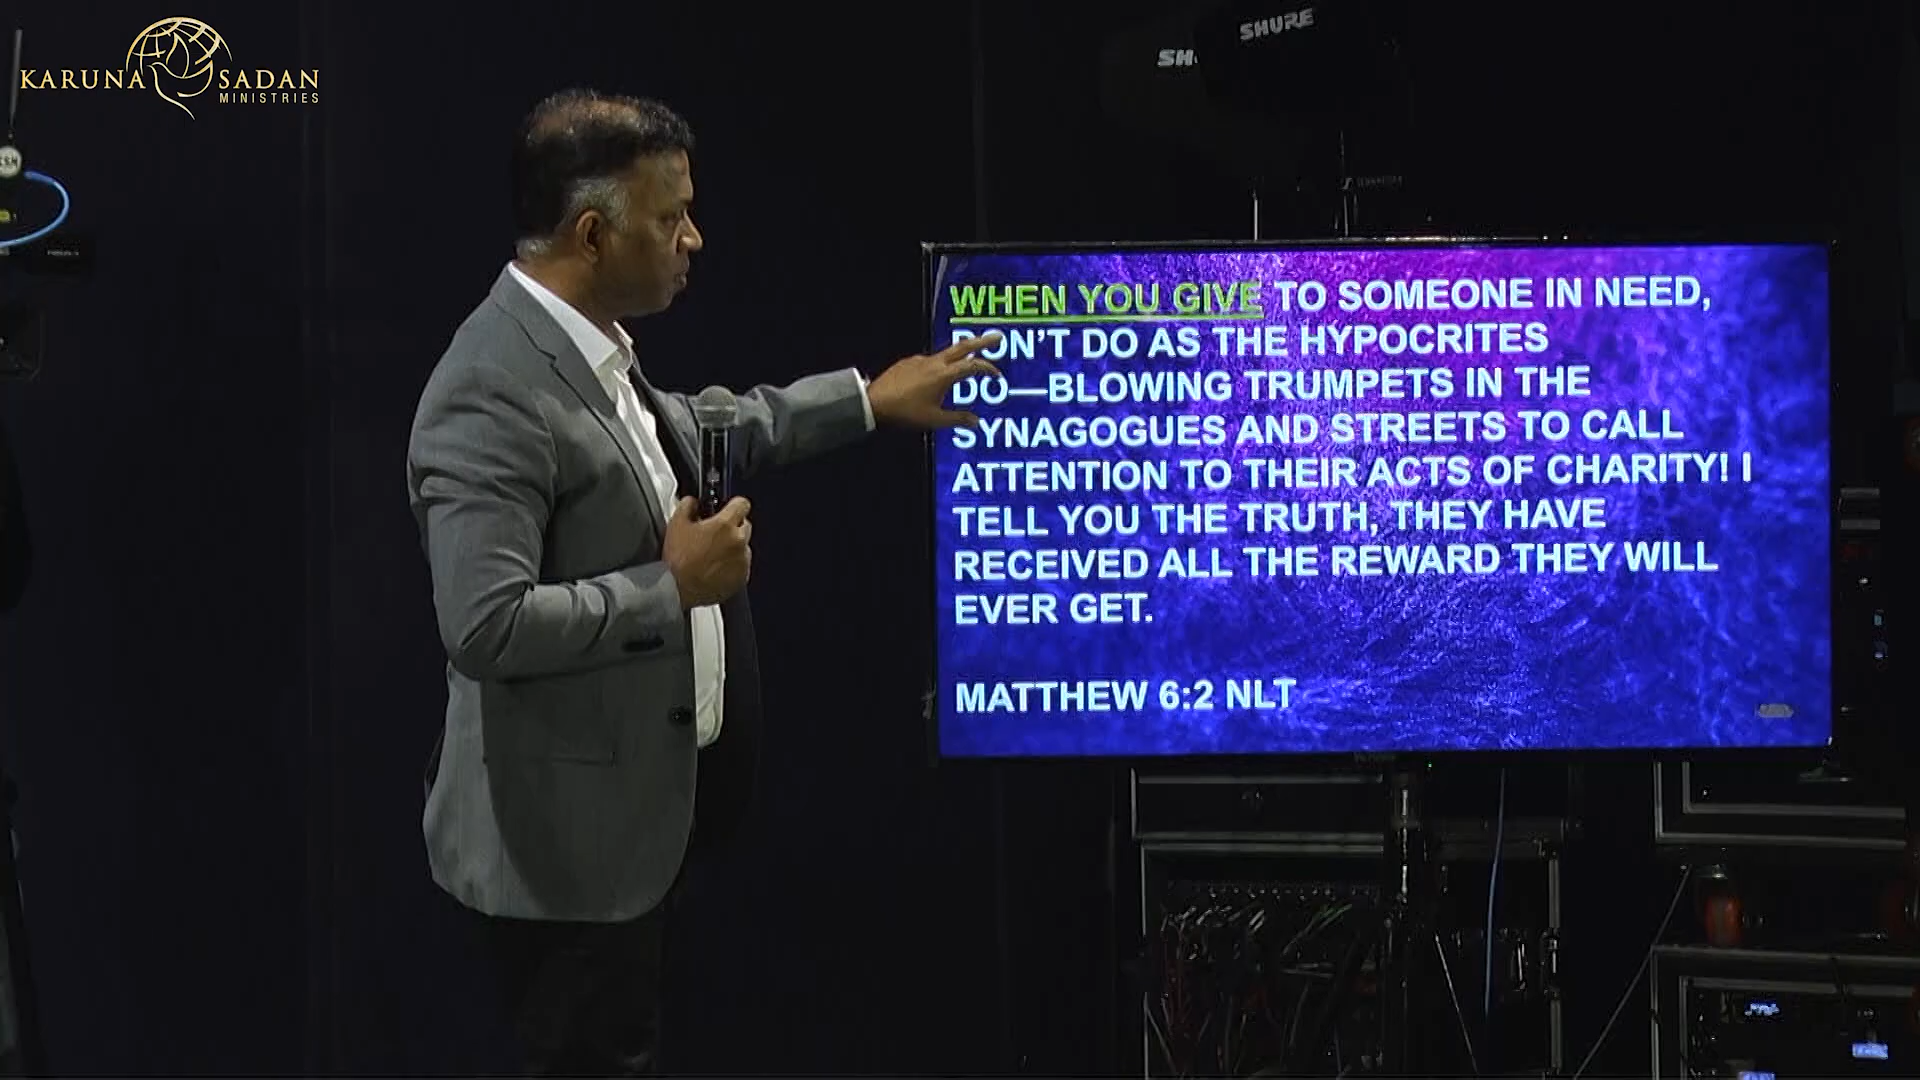 KARUNA SADAN
MINISTRIES
SHURE
WHEN YOU GIVE TO SOMEONE IN NEED,
DON'T DO AS THE HYPOCRITES
DO—BLOWING TRUMPETS IN THE
SYNAGOGUES AND STREETS TO CALL
ATTENTION TO THEIR ACTS OF CHARITY! I
TELL YOU THE TRUTH, THEY HAVE
RECEIVED ALL THE REWARD THEY WILL
EVER GET.
MATTHEW 6:2 NLT